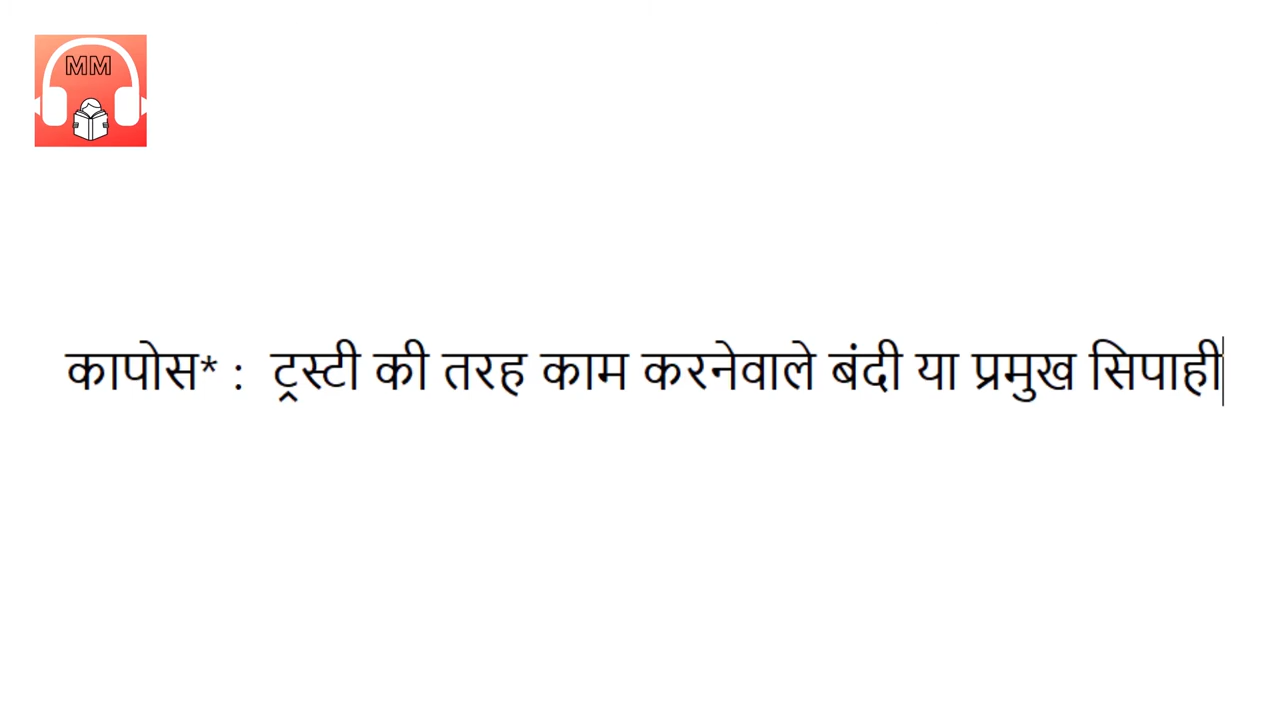 MM
कापोस* : ट्रस्टी की तरह काम करनेवाले बंदी या प्रमुख सिपाही